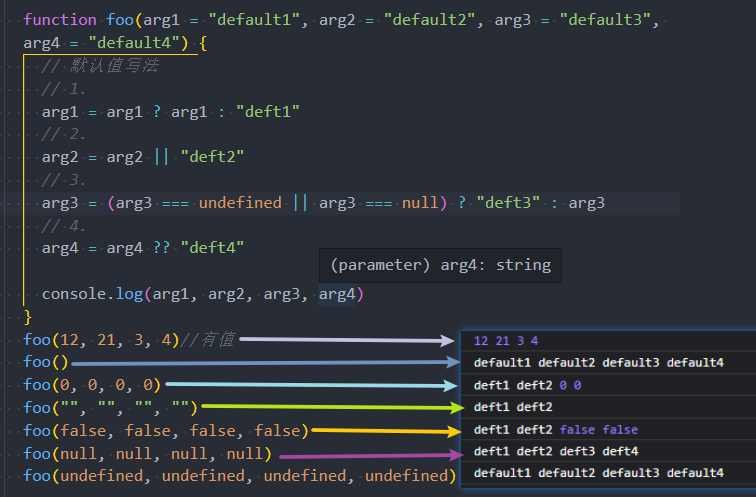 function foo(arg1 = "default1", arg2 = "default2", arg3 = "default3",
arg4 = "default4") {
// 默认值写法
// 1.
arg1 = arg1 ? arg1 : "deft1"
// 2.
arg2 = arg2 || "deft2"
// 3.
arg3 = (arg3 === undefined || arg3 === null) ? "deft3" : arg3
// 4.
arg4 = arg4 ?? "deft4"
(parameter) arg4: string
console.log(arg1, arg2, arg3, arg4)
}
foo(12, 21, 3, 4)//有值 12 21 3 4
foo() default1 default2 default3 default4
foo(0, 0, 0, 0) deft1 deft2 0 0
foo("", "", "", "") deft1 deft2
foo(false, false, false, false) deft1 deft2 false false
foo(null, null, null, null) deft1 deft2 deft3 deft4
foo(undefined, undefined, undefined, undefined) default1 default2 default3 default4